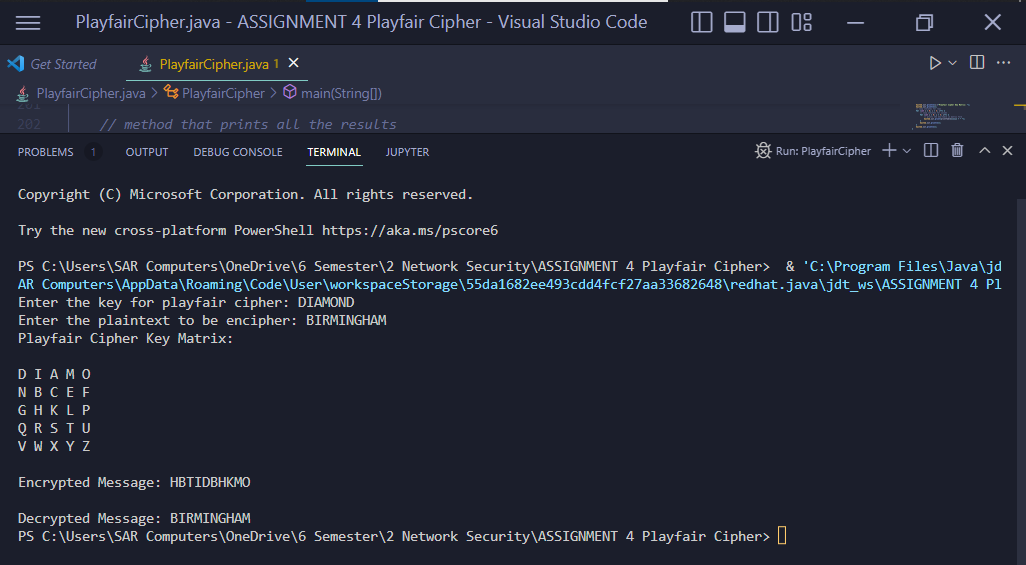 PlayfairCipher.java - ASSIGNMENT 4 Playfair Cipher - Visual Studio Code
Get Started
PlayfairCipher.java 1
PlayfairCipher.java > PlayfairCipher > main(String[])
202 // method that prints all the results
PROBLEMS 1 OUTPUT DEBUG CONSOLE TERMINAL JUPYTER Run: PlayfairCipher
Copyright (C) Microsoft Corporation. All rights reserved.
Try the new cross-platform PowerShell https://aka.ms/pscore6
PS C:\Users\SAR Computers\OneDrive\6 Semester\2 Network Security\ASSIGNMENT 4 Playfair Cipher>  & 'C:\Program Files\Java\jd
AR Computers\AppData\Roaming\Code\User\workspaceStorage\55da1682ee493cdd4fcf27aa33682648\redhat.java\jdt_ws\ASSIGNMENT 4 Pl
Enter the key for playfair cipher: DIAMOND
Enter the plaintext to be encipher: BIRMINGHAM
Playfair Cipher Key Matrix:
D I A M O
N B C E F
G H K L P
Q R S T U
V W X Y Z
Encrypted Message: HBTIDBHKMO
Decrypted Message: BIRMINGHAM
PS C:\Users\SAR Computers\OneDrive\6 Semester\2 Network Security\ASSIGNMENT 4 Playfair Cipher>